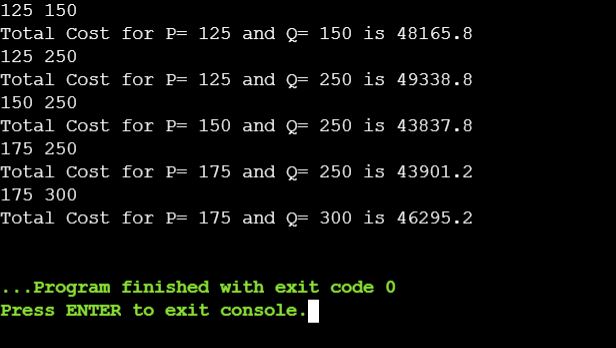 125 150
Total Cost for P= 125 and Q= 150 is 48165.8
125 250
Total Cost for P= 125 and Q= 250 is 49338.8
150 250
Total Cost for P= 150 and Q= 250 is 43837.8
175 250
Total Cost for P= 175 and Q= 250 is 43901.2
175 300
Total Cost for P= 175 and Q= 300 is 46295.2
...Program finished with exit code 0
Press ENTER to exit console.